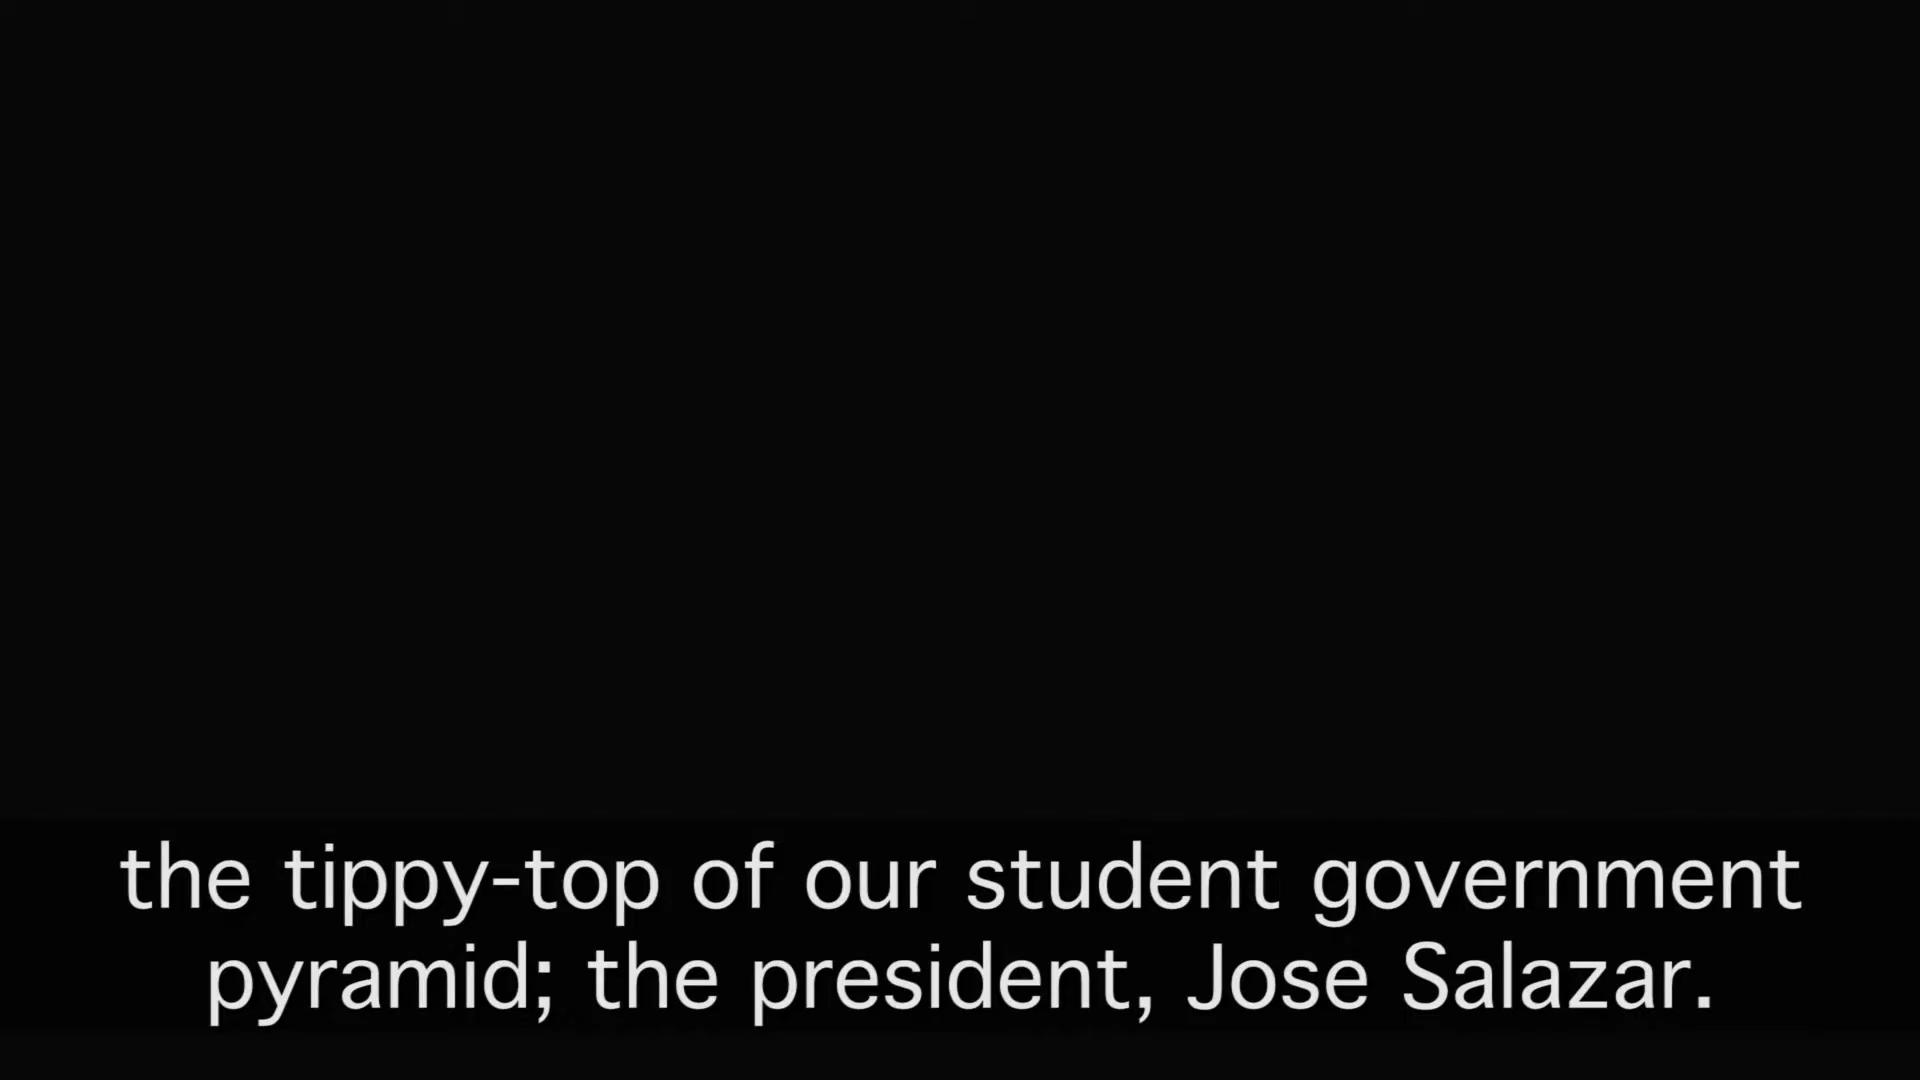 the tippy-top of our student government
pyramid; the president, Jose Salazar.